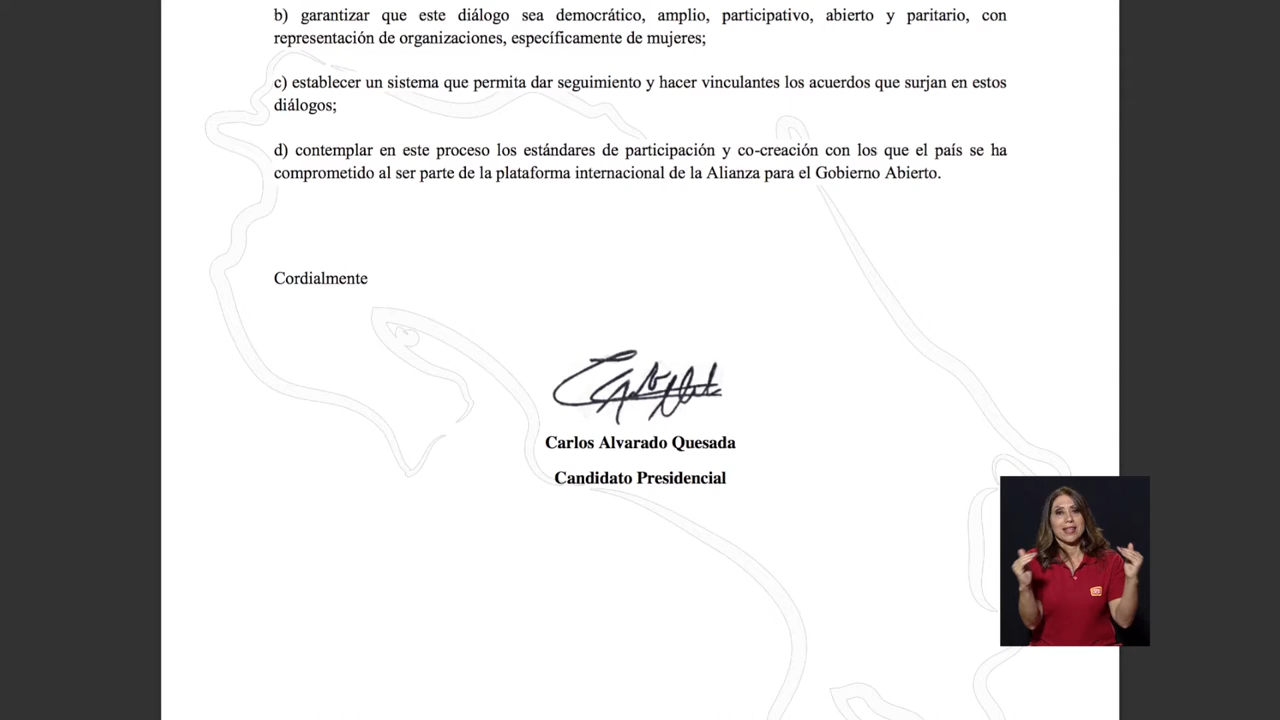 b) garantizar que este diálogo sea democrático, amplio, participativo, abierto y paritario, con
representación de organizaciones, específicamente de mujeres;
c) establecer un sistema que permita dar seguimiento y hacer vinculantes los acuerdos que surjan en estos
diálogos;
d) contemplar en este proceso los estándares de participación y co-creación con los que el país se ha
comprometido al ser parte de la plataforma internacional de la Alianza para el Gobierno Abierto.
Cordialmente
Carlos Alvarado Quesada
Candidato Presidencial